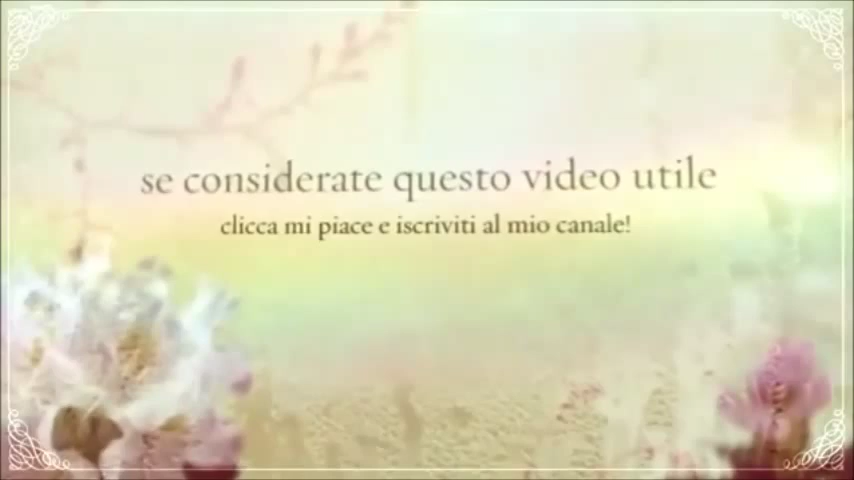 se considerate questo video utile
clicca mi piace e iscriviti al mio canale!